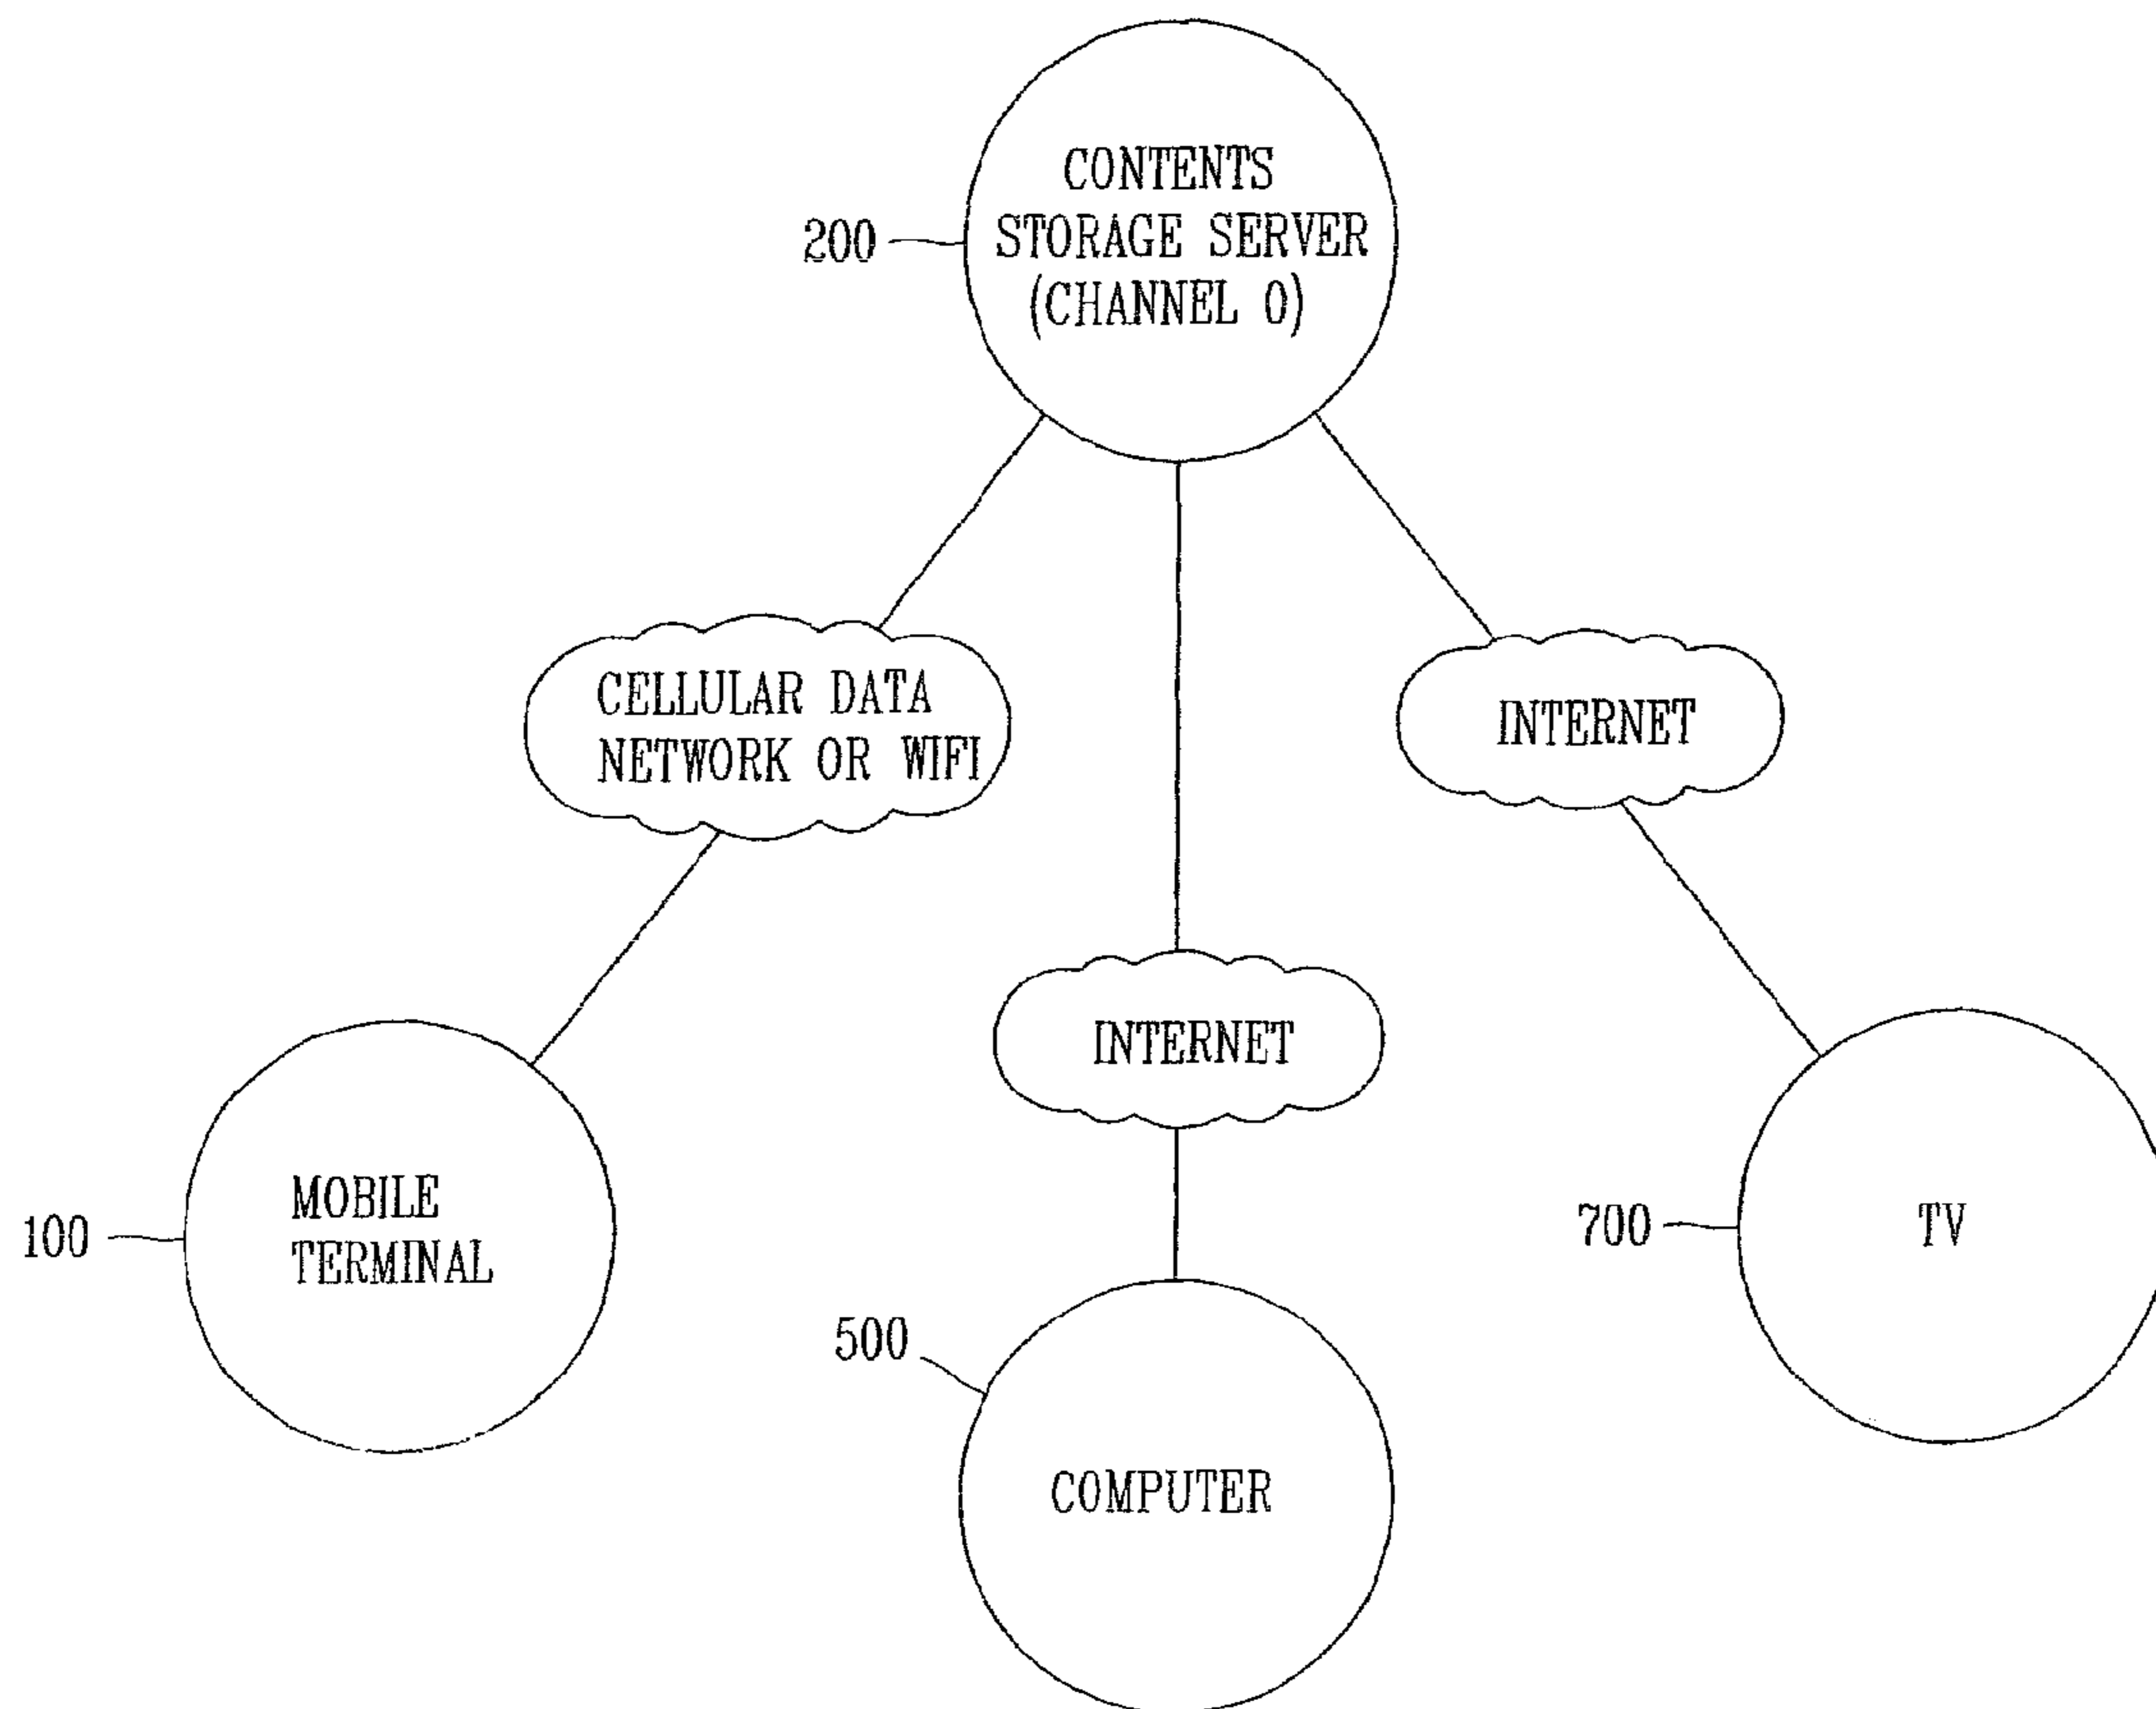 CONTENTS
STORAGE SERVER
(CHANNEL 0)
200
CELLULAR DATA
NETWORK OR WIFI
INTERNET
INTERNET
MOBILE
TERMINAL
100
700
TV
500
COMPUTER